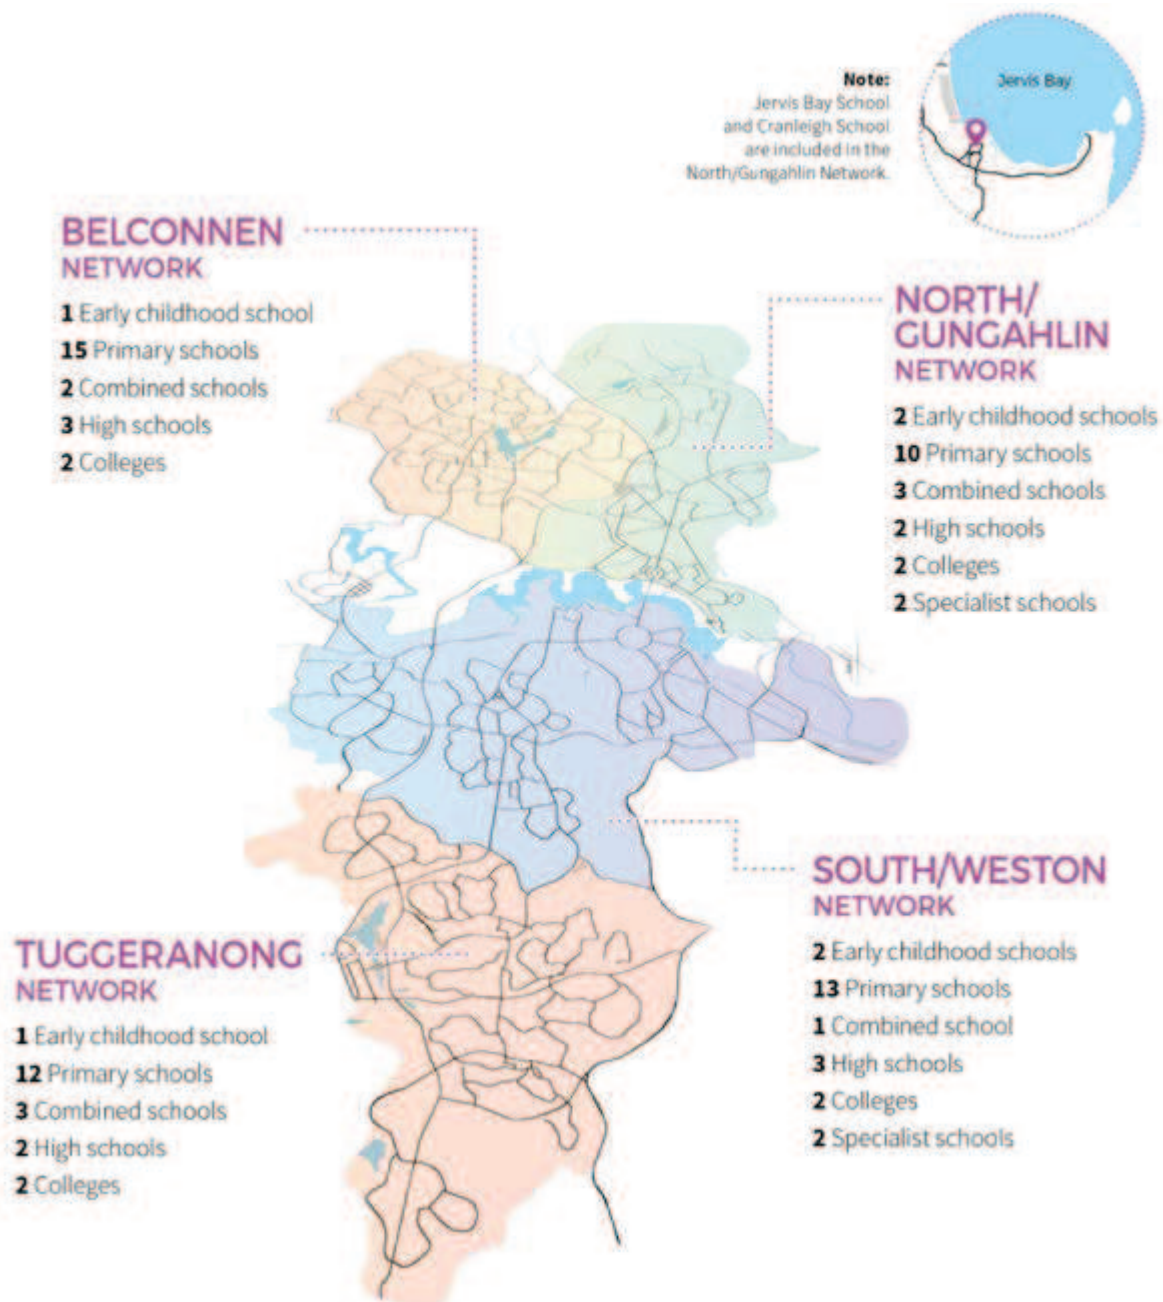 Note:
Jervis Bay School
and Cranleigh School
are included in the
North/Gungahlin Network.
Jervis Bay
BELCONNEN
NETWORK
1 Early childhood school
15 Primary schools
2 Combined schools
3 High schools
2 Colleges
NORTH/
GUNGAHLIN
NETWORK
2 Early childhood schools
10 Primary schools
3 Combined schools
2 High schools
2 Colleges
2 Specialist schools
SOUTH/WESTON
NETWORK
2 Early childhood schools
13 Primary schools
1 Combined school
3 High schools
2 Colleges
2 Specialist schools
TUGGERANONG
NETWORK
1 Early childhood school
12 Primary schools
3 Combined schools
2 High schools
2 Colleges